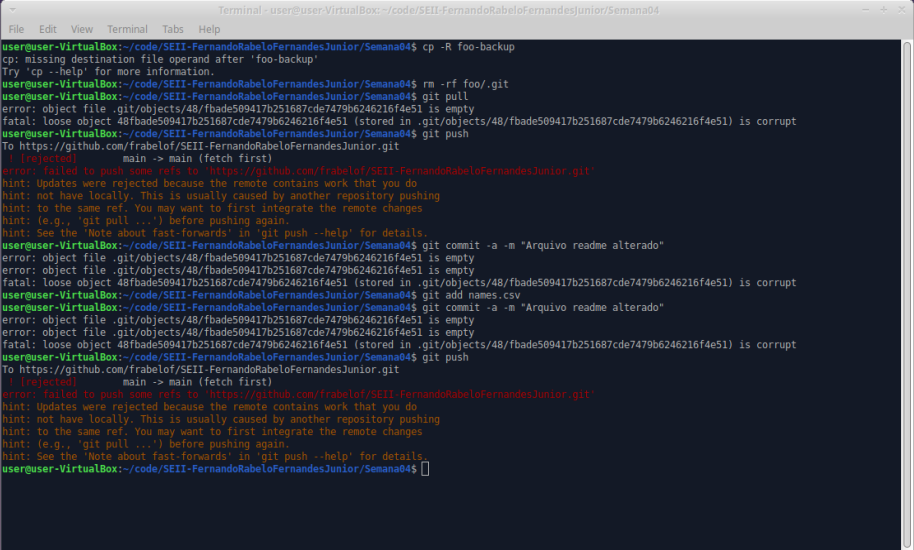 Terminal - user@user-VirtualBox: ~/code/SEII-FernandoRabeloFernandesJunior/Semana04
File Edit View Terminal Tabs Help
user@user-VirtualBox:~/code/SEII-FernandoRabeloFernandesJunior/Semana04$ cp -R foo-backup
cp: missing destination file operand after 'foo-backup'
Try 'cp --help' for more information.
user@user-VirtualBox:~/code/SEII-FernandoRabeloFernandesJunior/Semana04$ rm -rf foo/.git
user@user-VirtualBox:~/code/SEII-FernandoRabeloFernandesJunior/Semana04$ git pull
error: object file .git/objects/48/fbade509417b251687cde7479b6246216f4e51 is empty
fatal: loose object 48fbade509417b251687cde7479b6246216f4e51 (stored in .git/objects/48/fbade509417b251687cde7479b6246216f4e51) is corrupt
user@user-VirtualBox:~/code/SEII-FernandoRabeloFernandesJunior/Semana04$ git push
To https://github.com/frabelof/SEII-FernandoRabeloFernandesJunior.git
 ! [rejected]        main -> main (fetch first)
error: failed to push some refs to 'https://github.com/frabelof/SEII-FernandoRabeloFernandesJunior.git'
hint: Updates were rejected because the remote contains work that you do
hint: not have locally. This is usually caused by another repository pushing
hint: to the same ref. You may want to first integrate the remote changes
hint: (e.g., 'git pull ...') before pushing again.
hint: See the 'Note about fast-forwards' in 'git push --help' for details.
user@user-VirtualBox:~/code/SEII-FernandoRabeloFernandesJunior/Semana04$ git commit -a -m "Arquivo readme alterado"
error: object file .git/objects/48/fbade509417b251687cde7479b6246216f4e51 is empty
error: object file .git/objects/48/fbade509417b251687cde7479b6246216f4e51 is empty
fatal: loose object 48fbade509417b251687cde7479b6246216f4e51 (stored in .git/objects/48/fbade509417b251687cde7479b6246216f4e51) is corrupt
user@user-VirtualBox:~/code/SEII-FernandoRabeloFernandesJunior/Semana04$ git add names.csv
user@user-VirtualBox:~/code/SEII-FernandoRabeloFernandesJunior/Semana04$ git commit -a -m "Arquivo readme alterado"
error: object file .git/objects/48/fbade509417b251687cde7479b6246216f4e51 is empty
error: object file .git/objects/48/fbade509417b251687cde7479b6246216f4e51 is empty
fatal: loose object 48fbade509417b251687cde7479b6246216f4e51 (stored in .git/objects/48/fbade509417b251687cde7479b6246216f4e51) is corrupt
user@user-VirtualBox:~/code/SEII-FernandoRabeloFernandesJunior/Semana04$ git push
To https://github.com/frabelof/SEII-FernandoRabeloFernandesJunior.git
 ! [rejected]        main -> main (fetch first)
error: failed to push some refs to 'https://github.com/frabelof/SEII-FernandoRabeloFernandesJunior.git'
hint: Updates were rejected because the remote contains work that you do
hint: not have locally. This is usually caused by another repository pushing
hint: to the same ref. You may want to first integrate the remote changes
hint: (e.g., 'git pull ...') before pushing again.
hint: See the 'Note about fast-forwards' in 'git push --help' for details.
user@user-VirtualBox:~/code/SEII-FernandoRabeloFernandesJunior/Semana04$